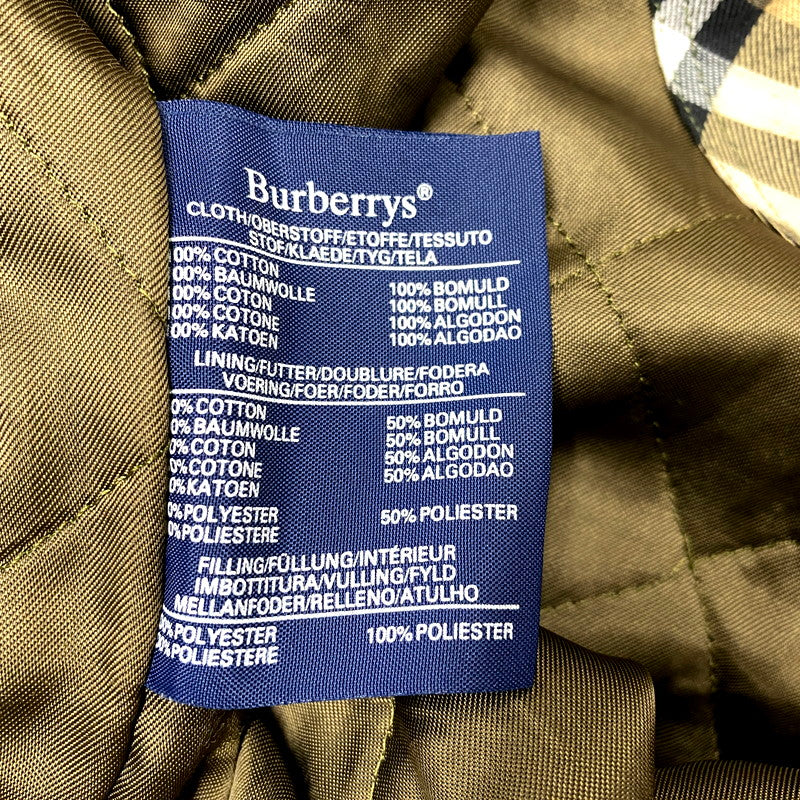 Burberrys®
CLOTH/OBERSTOFF/ETOFFE/TESSUTO
STOF/KLAEDE/TYG/TELA
00% COTTON
00% BAUMWOLLE 100% BOMULD
00% COTON 100% BOMULL
00% COTONE 100% ALGODON
00% KATOEN 100% ALGODAO
LINING/FUTTER/DOUBLURE/FODERA
VOERING/FOER/FODER/FORRO
0% COTTON
0% BAUMWOLLE 50% BOMULD
0% COTON 50% BOMULL
0% COTONE 50% ALGODON
0% KATOEN 50% ALGODAO
0% POLYESTER 50% POLIESTER
0% POLIESTERE
FILLING/FÜLLUNG/INTÉRIEUR
IMBOTTITURA/VULLING/FYLD
MELLANFODER/RELLENO/ATULHO
0% POLYESTER 100% POLIESTER
0% POLIESTERE